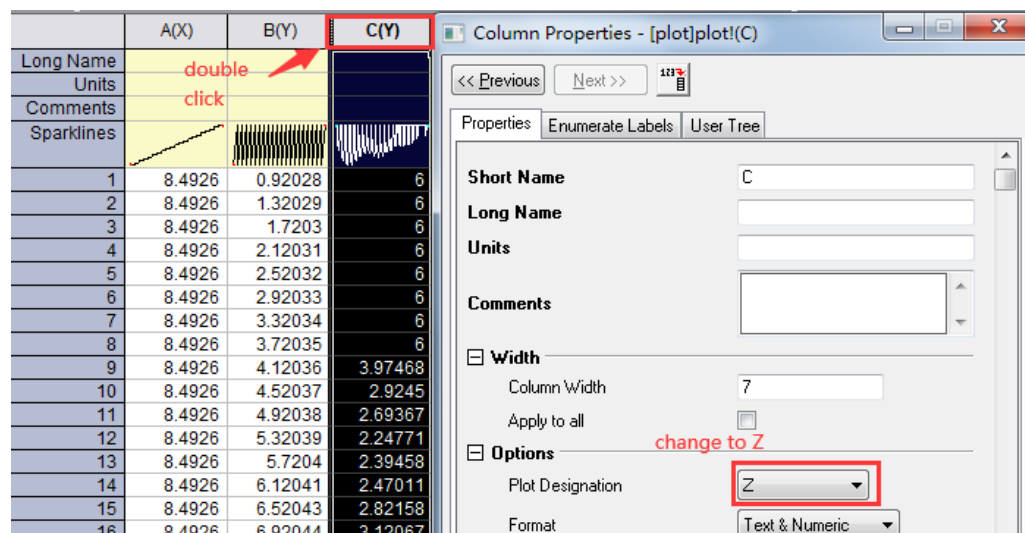 A(X) B(Y) C(Y)
Long Name
Units
Comments
Sparklines
double
click
1 8.4926 0.92028 6
2 8.4926 1.32029 6
3 8.4926 1.7203 6
4 8.4926 2.12031 6
5 8.4926 2.52032 6
6 8.4926 2.92033 6
7 8.4926 3.32034 6
8 8.4926 3.72035 6
9 8.4926 4.12036 3.97468
10 8.4926 4.52037 2.9245
11 8.4926 4.92038 2.69367
12 8.4926 5.32039 2.24771
13 8.4926 5.7204 2.39458
14 8.4926 6.12041 2.47011
15 8.4926 6.52043 2.82158
16 8.4926 6.92044 3.12067
Column Properties - [plot]plot!(C)
<< Previous Next >>
Properties Enumerate Labels User Tree
Short Name C
Long Name
Units
Comments
Width
Column Width 7
Apply to all
change to Z
Options
Plot Designation Z
Format Text & Numeric